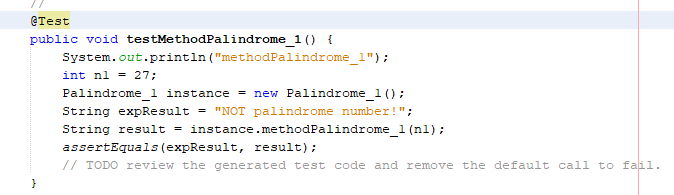 //
@Test
public void testMethodPalindrome_1() {
System.out.println("methodPalindrome_1");
int n1 = 27;
Palindrome_1 instance = new Palindrome_1();
String expResult = "NOT palindrome number!";
String result = instance.methodPalindrome_1(n1);
assertEquals(expResult, result);
// TODO review the generated test code and remove the default call to fail.
}